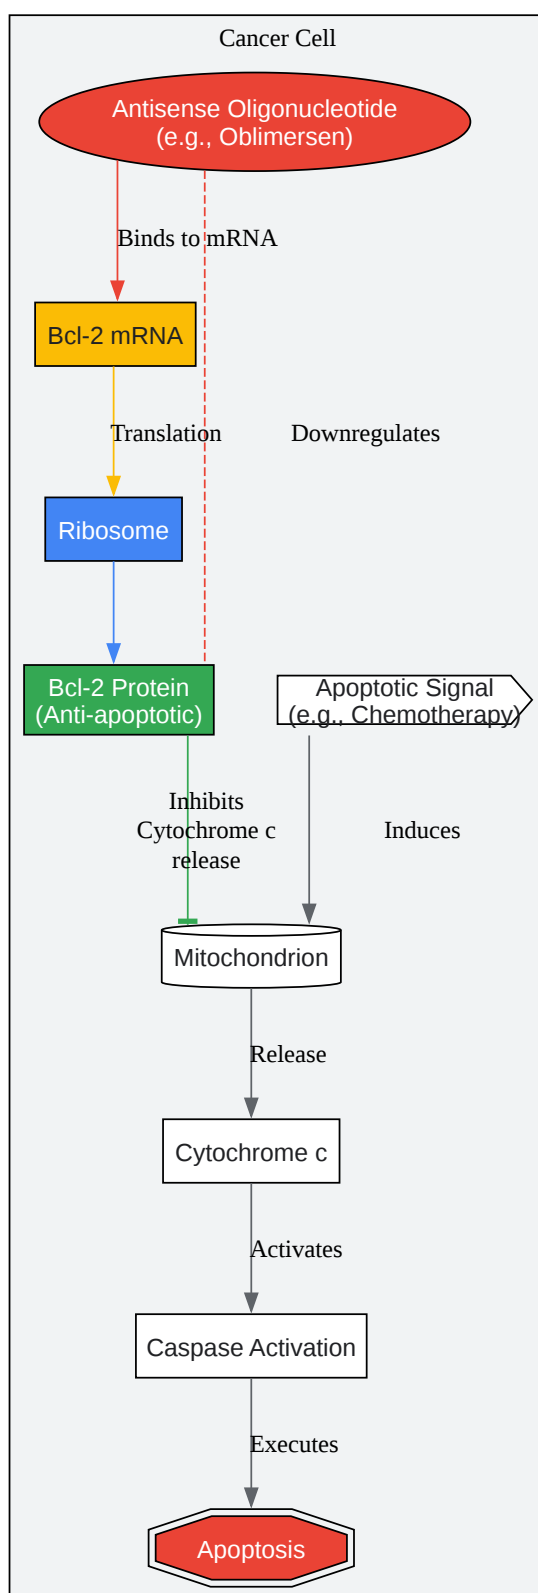 Cancer Cell
Antisense Oligonucleotide
(e.g., Oblimersen)
Binds to mRNA
Bcl-2 mRNA
Translation
Downregulates
Ribosome
Bcl-2 Protein
(Anti-apoptotic)
Apoptotic Signal
(e.g., Chemotherapy)
Inhibits
Cytochrome c
release
Induces
Mitochondrion
Release
Cytochrome c
Activates
Caspase Activation
Executes
Apoptosis